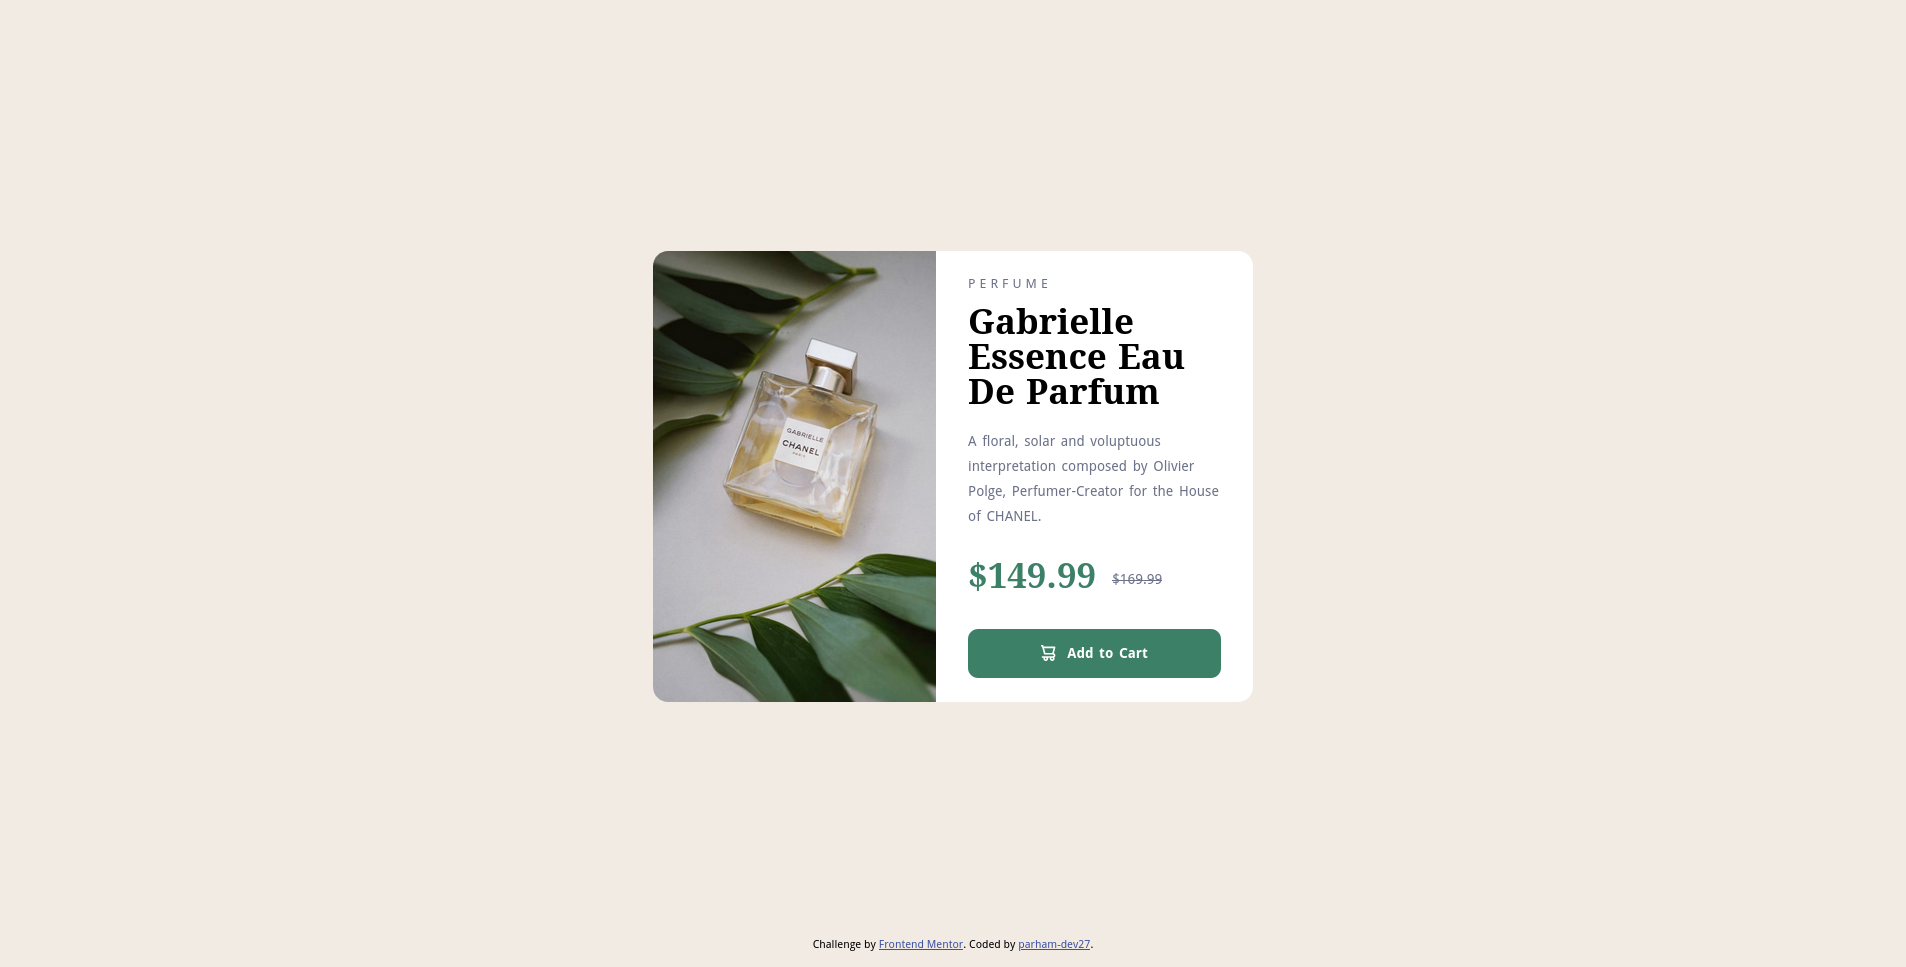 GABRIELLE
CHANEL
PARIS
PERFUME
Gabrielle
Essence Eau
De Parfum
A floral, solar and voluptuous
interpretation composed by Olivier
Polge, Perfumer-Creator for the House
of CHANEL.
$149.99 $169.99
Add to Cart
Challenge by Frontend Mentor. Coded by parham-dev27.